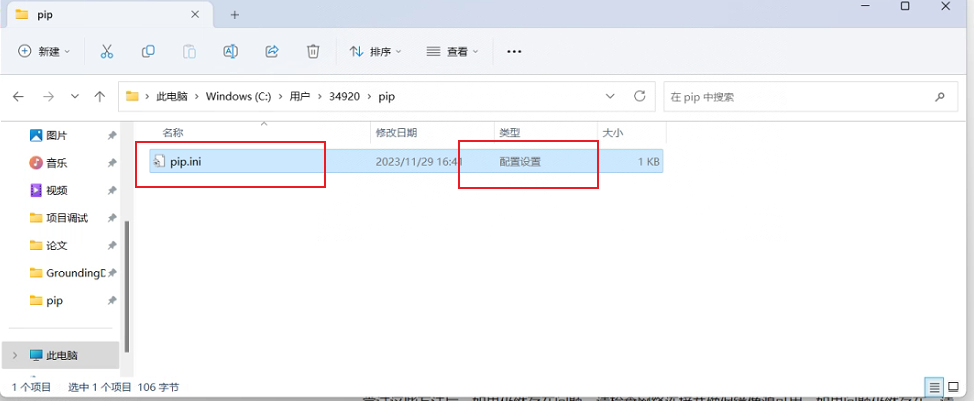 pip
新建
排序
查看
此电脑 > Windows (C:) > 用户 > 34920 > pip
在 pip 中搜索
名称 修改日期 类型 大小
pip.ini 2023/11/29 16:41 配置设置 1 KB
图片
音乐
视频
项目调试
论文
Grounding
pip
此电脑
1 个项目 选中 1 个项目 106 字节